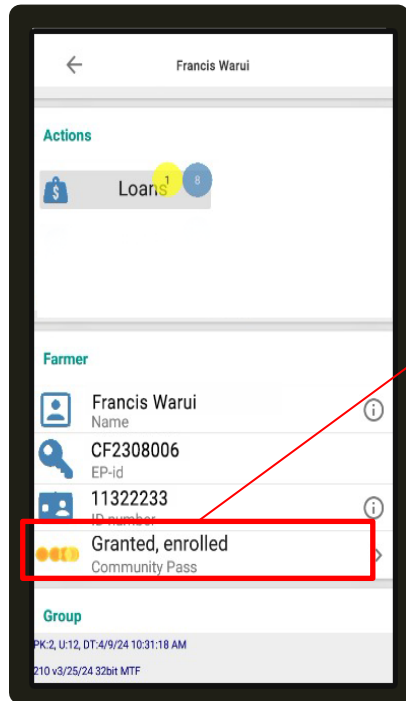 Francis Warui
Actions
Loans
1
8
Farmer
Francis Warui
Name
CF2308006
EP-id
11322233
ID number
Granted, enrolled
Community Pass
Group
PK:2, U:12, DT:4/9/24 10:31:18 AM
210 v3/25/24 32bit MTF